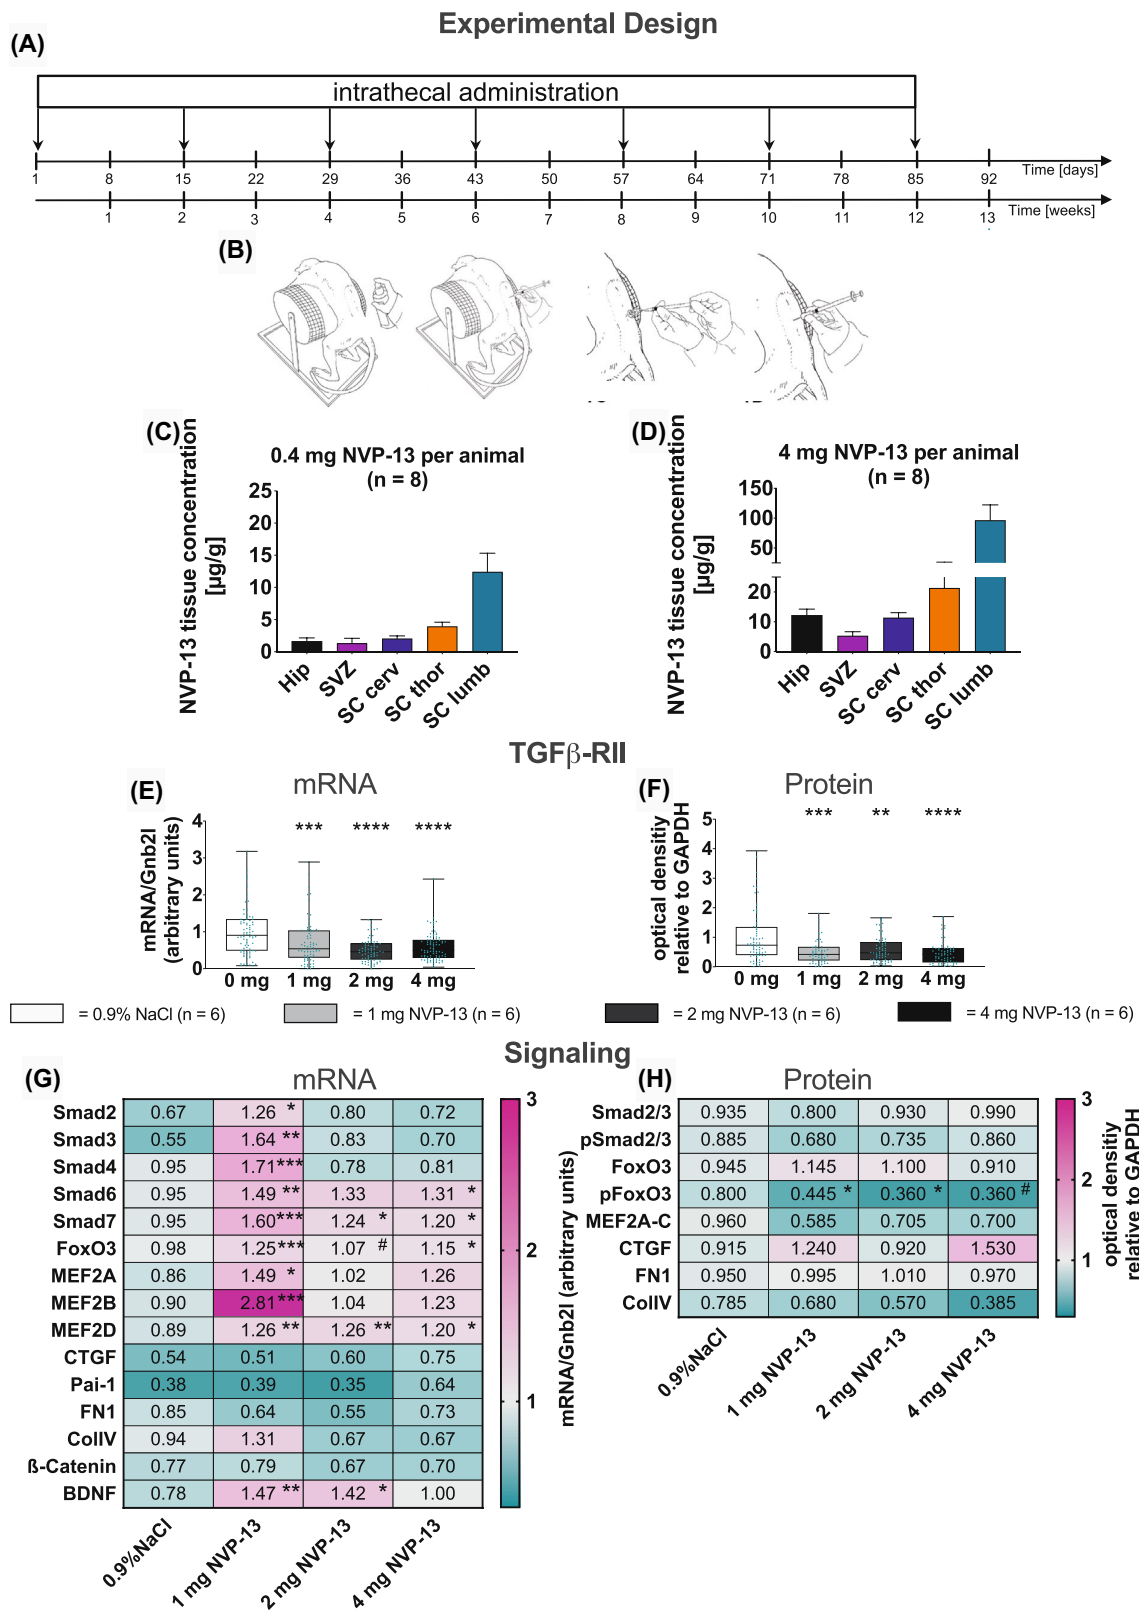 Experimental Design
(A)
intrathecal administration
1 8 15 22 29 36 43 50 57 64 71 78 85 92 Time [days]
1 2 3 4 5 6 7 8 9 10 11 12 13 Time [weeks]
(B)
(C)
0.4 mg NVP-13 per animal
(n = 8)
NVP-13 tissue concentration
[µg/g]
25
20
15
10
5
0
Hip SVZ SC cerv SC thor SC lumb
(D)
4 mg NVP-13 per animal
(n = 8)
NVP-13 tissue concentration
[µg/g]
150
100
50
20
10
0
Hip SVZ SC cerv SC thor SC lumb
TGFβ-RII
(E)
mRNA
mRNA/Gnb2l
(arbitrary units)
4
3
2
1
0
*** **** ****
0 mg 1 mg 2 mg 4 mg
(F)
Protein
optical densitiy
relative to GAPDH
5
4
3
2
1
0
*** ** ****
0 mg 1 mg 2 mg 4 mg
= 0.9% NaCl (n = 6) = 1 mg NVP-13 (n = 6) = 2 mg NVP-13 (n = 6) = 4 mg NVP-13 (n = 6)
Signaling
(G)
mRNA
Smad2 0.67 1.26 * 0.80 0.72
Smad3 0.55 1.64 ** 0.83 0.70
Smad4 0.95 1.71 *** 0.78 0.81
Smad6 0.95 1.49 ** 1.33 1.31 *
Smad7 0.95 1.60 *** 1.24 * 1.20 *
FoxO3 0.98 1.25 *** 1.07 # 1.15 *
MEF2A 0.86 1.49 * 1.02 1.26
MEF2B 0.90 2.81 *** 1.04 1.23
MEF2D 0.89 1.26 ** 1.26 ** 1.20 *
CTGF 0.54 0.51 0.60 0.75
Pai-1 0.38 0.39 0.35 0.64
FN1 0.85 0.64 0.55 0.73
CollV 0.94 1.31 0.67 0.67
ß-Catenin 0.77 0.79 0.67 0.70
BDNF 0.78 1.47 ** 1.42 * 1.00
0.9%NaCl 1 mg NVP-13 2 mg NVP-13 4 mg NVP-13
3
2
1
mRNA/Gnb2l (arbitrary units)
(H)
Protein
Smad2/3 0.935 0.800 0.930 0.990
pSmad2/3 0.885 0.680 0.735 0.860
FoxO3 0.945 1.145 1.100 0.910
pFoxO3 0.800 0.445 * 0.360 * 0.360 #
MEF2A-C 0.960 0.585 0.705 0.700
CTGF 0.915 1.240 0.920 1.530
FN1 0.950 0.995 1.010 0.970
CollV 0.785 0.680 0.570 0.385
0.9%NaCl 1 mg NVP-13 2 mg NVP-13 4 mg NVP-13
3
2
1
optical densitiy
relative to GAPDH